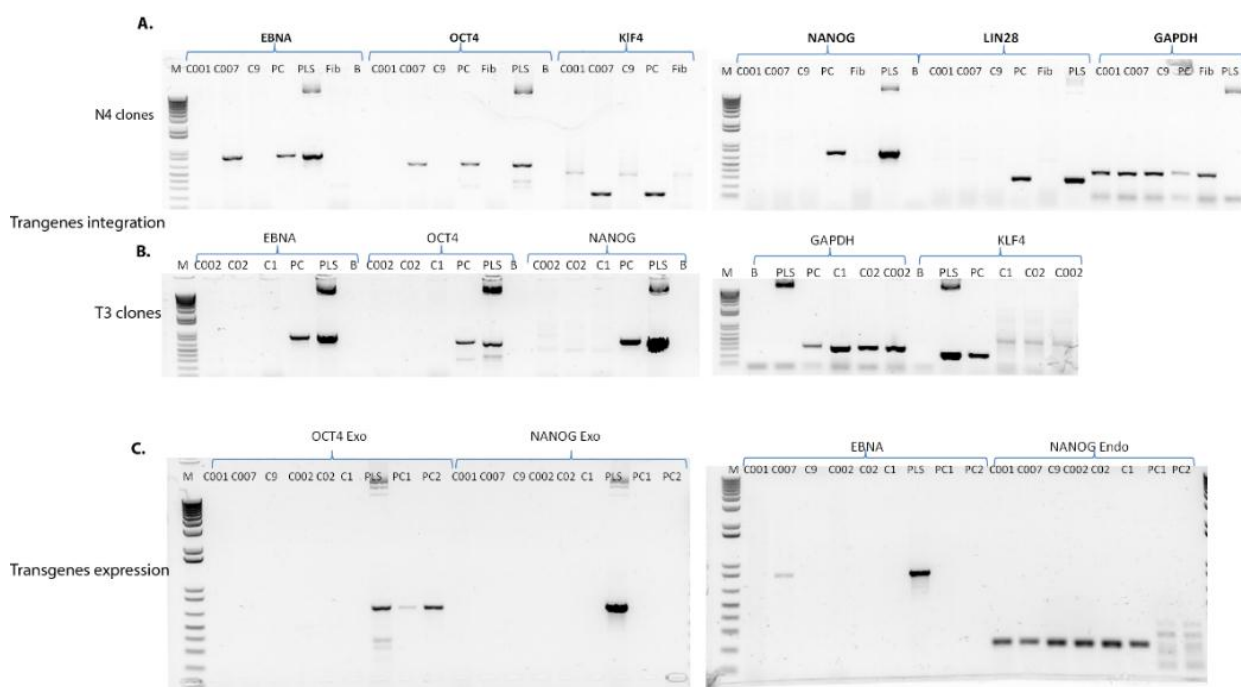 A.
EBNA OCT4 KlF4 NANOG LIN28 GAPDH
M C001 C007 C9 PC PLS Fib B C001 C007 C9 PC Fib PLS B C001 C007 C9 PC Fib M C001 C007 C9 PC Fib PLS B C001 C007 C9 PC Fib PLS C001 C007 C9 PC Fib PLS
N4 clones
Trangenes integration
B.
EBNA OCT4 NANOG GAPDH KLF4
M C002 C02 C1 PC PLS B C002 C02 C1 PC PLS B C002 C02 C1 PC PLS B M B PLS PC C1 C02 C002 B PLS PC C1 C02 C002
T3 clones
C.
OCT4 Exo NANOG Exo EBNA NANOG Endo
M C001 C007 C9 C002 C02 C1 PLS PC1 PC2 C001 C007 C9 C002 C02 C1 PLS PC1 PC2 M C001 C007 C9 C002 C02 C1 PLS PC1 PC2 C001 C007 C9 C002 C02 C1 PC1 PC2
Transgenes expression